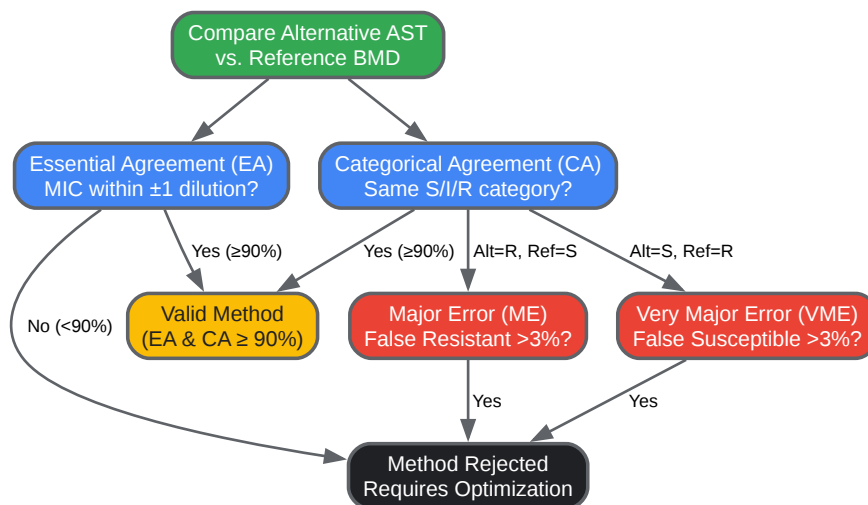 Compare Alternative AST
vs. Reference BMD
Essential Agreement (EA)
MIC within ±1 dilution?
Categorical Agreement (CA)
Same S/I/R category?
Yes (≥90%)
Yes (≥90%)
Alt=R, Ref=S
Alt=S, Ref=R
No (<90%)
Valid Method
(EA & CA ≥ 90%)
Major Error (ME)
False Resistant >3%?
Very Major Error (VME)
False Susceptible >3%?
Yes
Yes
Method Rejected
Requires Optimization